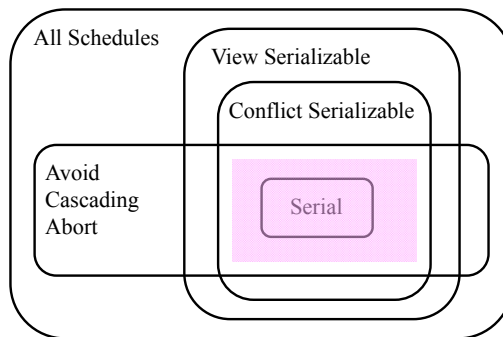 All Schedules
View Serializable
Conflict Serializable
Avoid
Cascading
Abort
Serial